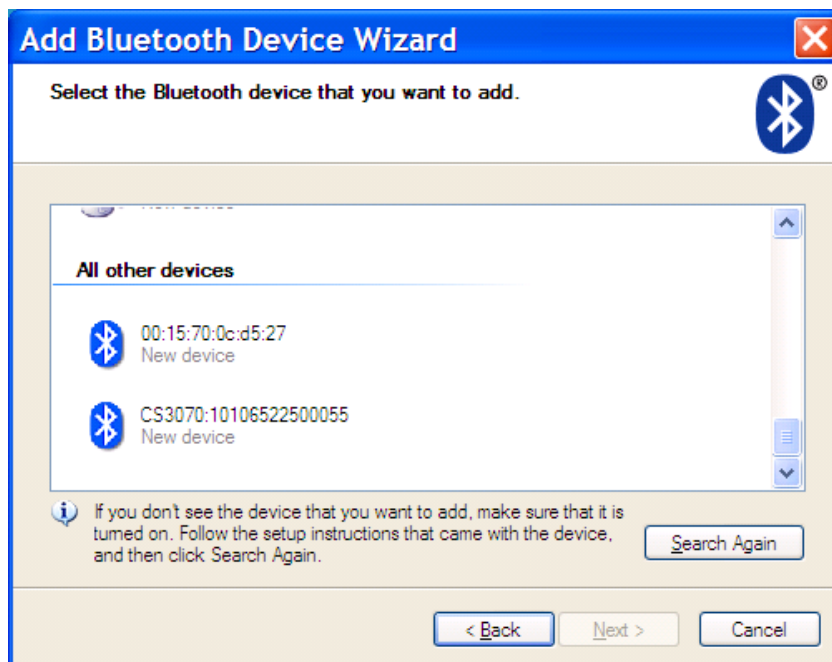 Add Bluetooth Device Wizard
Select the Bluetooth device that you want to add.
®
All other devices
00:15:70:0c:d5:27
New device
CS3070:10106522500055
New device
If you don't see the device that you want to add, make sure that it is
turned on. Follow the setup instructions that came with the device,
and then click Search Again.
Search Again
< Back
Next >
Cancel